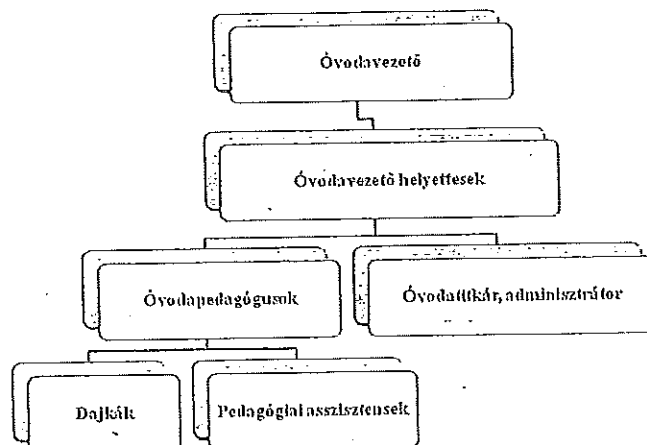 Óvodavezető
Óvodavezető helyettesek
Óvodapedagógusok
Óvodatitkár, adminisztrátor
Dajkák
Pedagógiai asszisztensek